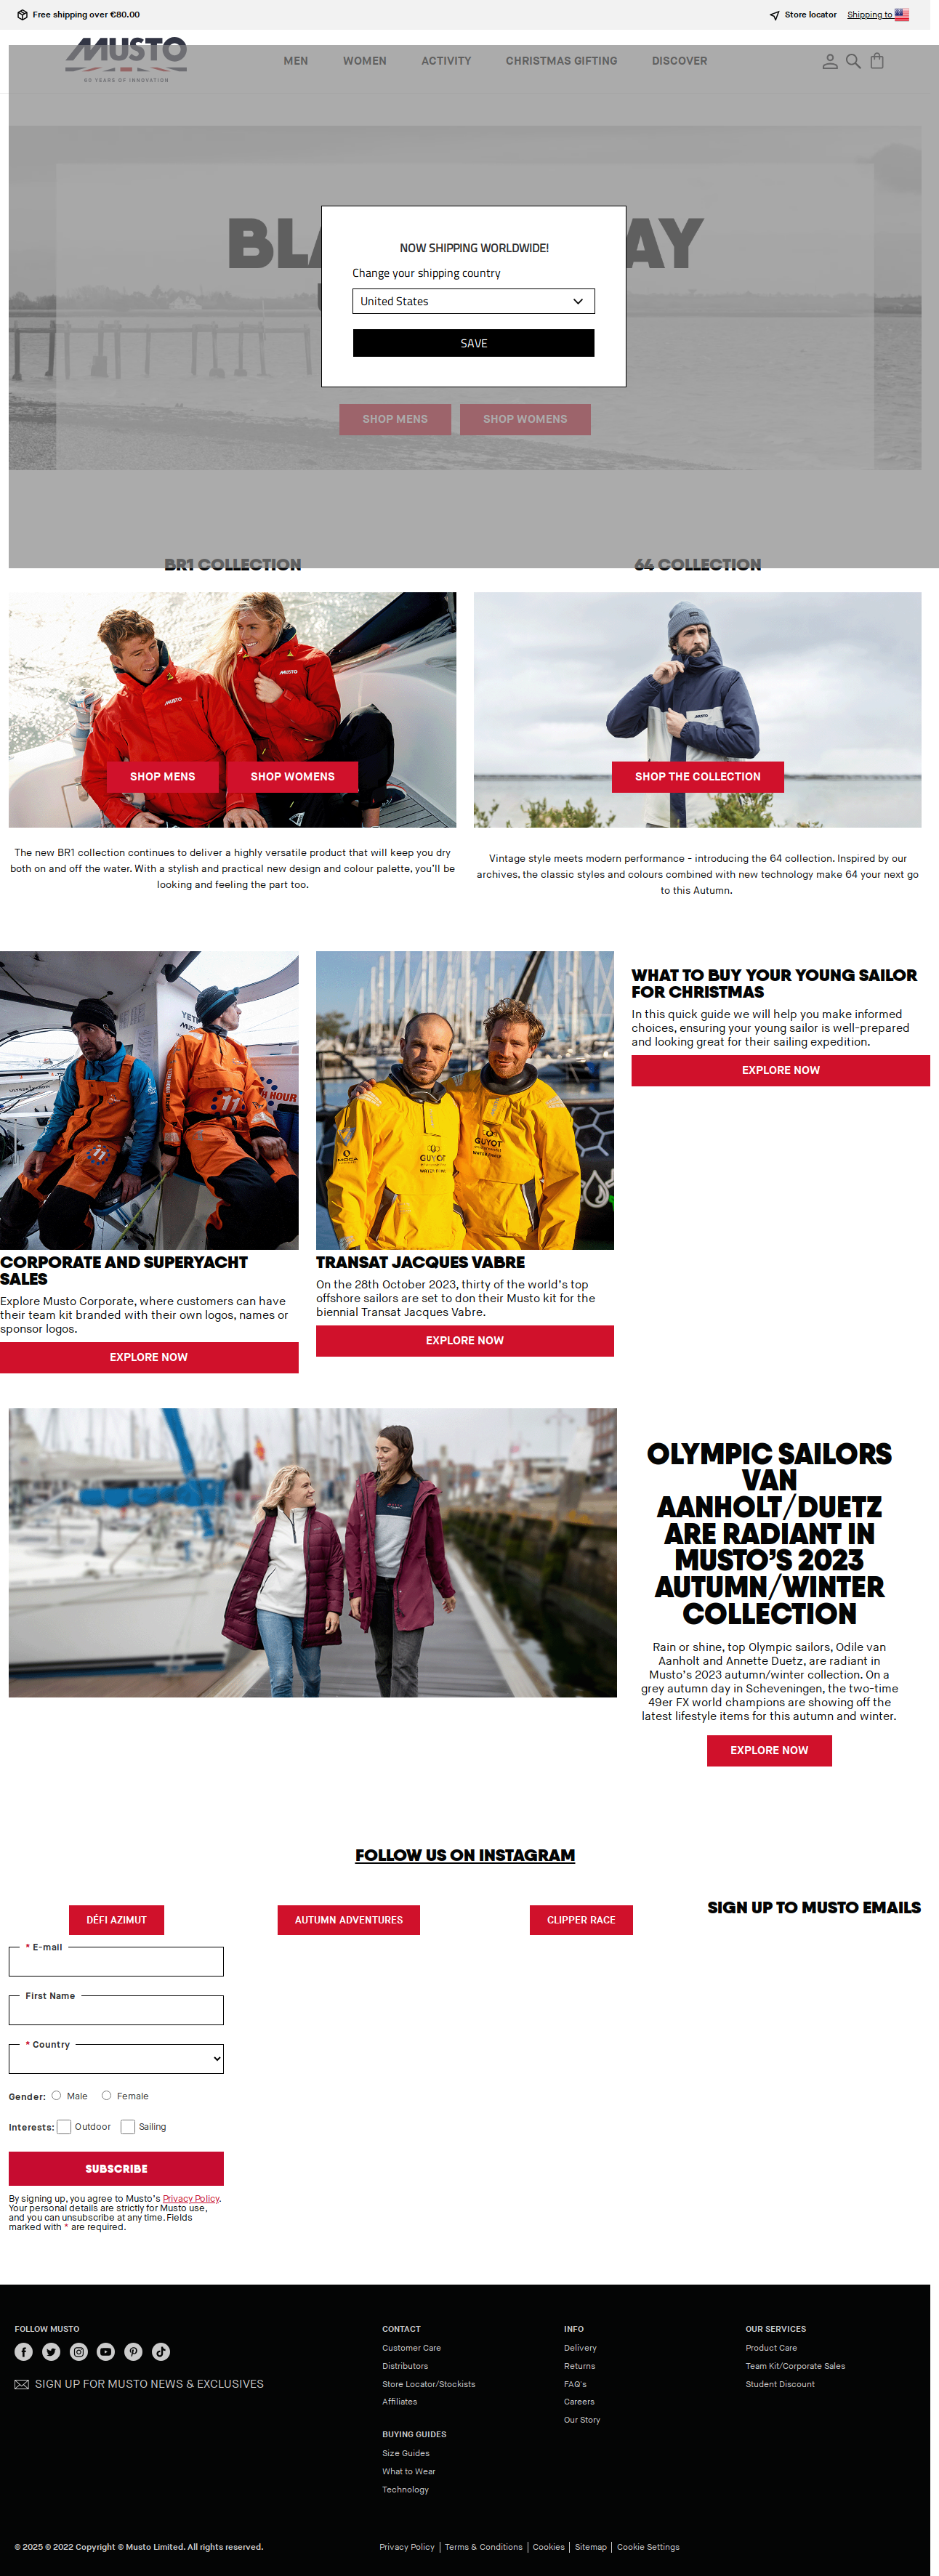 Free shipping over €80.00
Store locator
Shipping to
MUSTO
60 YEARS OF INNOVATION
MEN
WOMEN
ACTIVITY
CHRISTMAS GIFTING
DISCOVER
NOW SHIPPING WORLDWIDE!
Change your shipping country
United States
SAVE
SHOP MENS
SHOP WOMENS
BR1 COLLECTION
64 COLLECTION
MUSTO
MUSTO
MUSTO
SHOP MENS
SHOP WOMENS
SHOP THE COLLECTION
The new BR1 collection continues to deliver a highly versatile product that will keep you dry
both on and off the water. With a stylish and practical new design and colour palette, you'll be
looking and feeling the part too.
Vintage style meets modern performance - introducing the 64 collection. Inspired by our
archives, the classic styles and colours combined with new technology make 64 your next go
to this Autumn.
11
HOUR
11
GUYOT
GUYOT
WHAT TO BUY YOUR YOUNG SAILOR
FOR CHRISTMAS
In this quick guide we will help you make informed
choices, ensuring your young sailor is well-prepared
and looking great for their sailing expedition.
EXPLORE NOW
CORPORATE AND SUPERYACHT
SALES
Explore Musto Corporate, where customers can have
their team kit branded with their own logos, names or
sponsor logos.
EXPLORE NOW
TRANSAT JACQUES VABRE
On the 28th October 2023, thirty of the world's top
offshore sailors are set to don their Musto kit for the
biennial Transat Jacques Vabre.
EXPLORE NOW
OLYMPIC SAILORS
VAN
AANHOLT/DUETZ
ARE RADIANT IN
MUSTO'S 2023
AUTUMN/WINTER
COLLECTION
Rain or shine, top Olympic sailors, Odile van
Aanholt and Annette Duetz, are radiant in
Musto's 2023 autumn/winter collection. On a
grey autumn day in Scheveningen, the two-time
49er FX world champions are showing off the
latest lifestyle items for this autumn and winter.
EXPLORE NOW
FOLLOW US ON INSTAGRAM
DÉFI AZIMUT
AUTUMN ADVENTURES
CLIPPER RACE
SIGN UP TO MUSTO EMAILS
* E-mail
First Name
* Country
Gender: Male Female
Interests: Outdoor Sailing
SUBSCRIBE
By signing up, you agree to Musto's Privacy Policy.
Your personal details are strictly for Musto use,
and you can unsubscribe at any time. Fields
marked with * are required.
FOLLOW MUSTO
SIGN UP FOR MUSTO NEWS & EXCLUSIVES
CONTACT
Customer Care
Distributors
Store Locator/Stockists
Affiliates
BUYING GUIDES
Size Guides
What to Wear
Technology
INFO
Delivery
Returns
FAQ's
Careers
Our Story
OUR SERVICES
Product Care
Team Kit/Corporate Sales
Student Discount
© 2025 © 2022 Copyright © Musto Limited. All rights reserved.
Privacy Policy | Terms & Conditions | Cookies | Sitemap | Cookie Settings